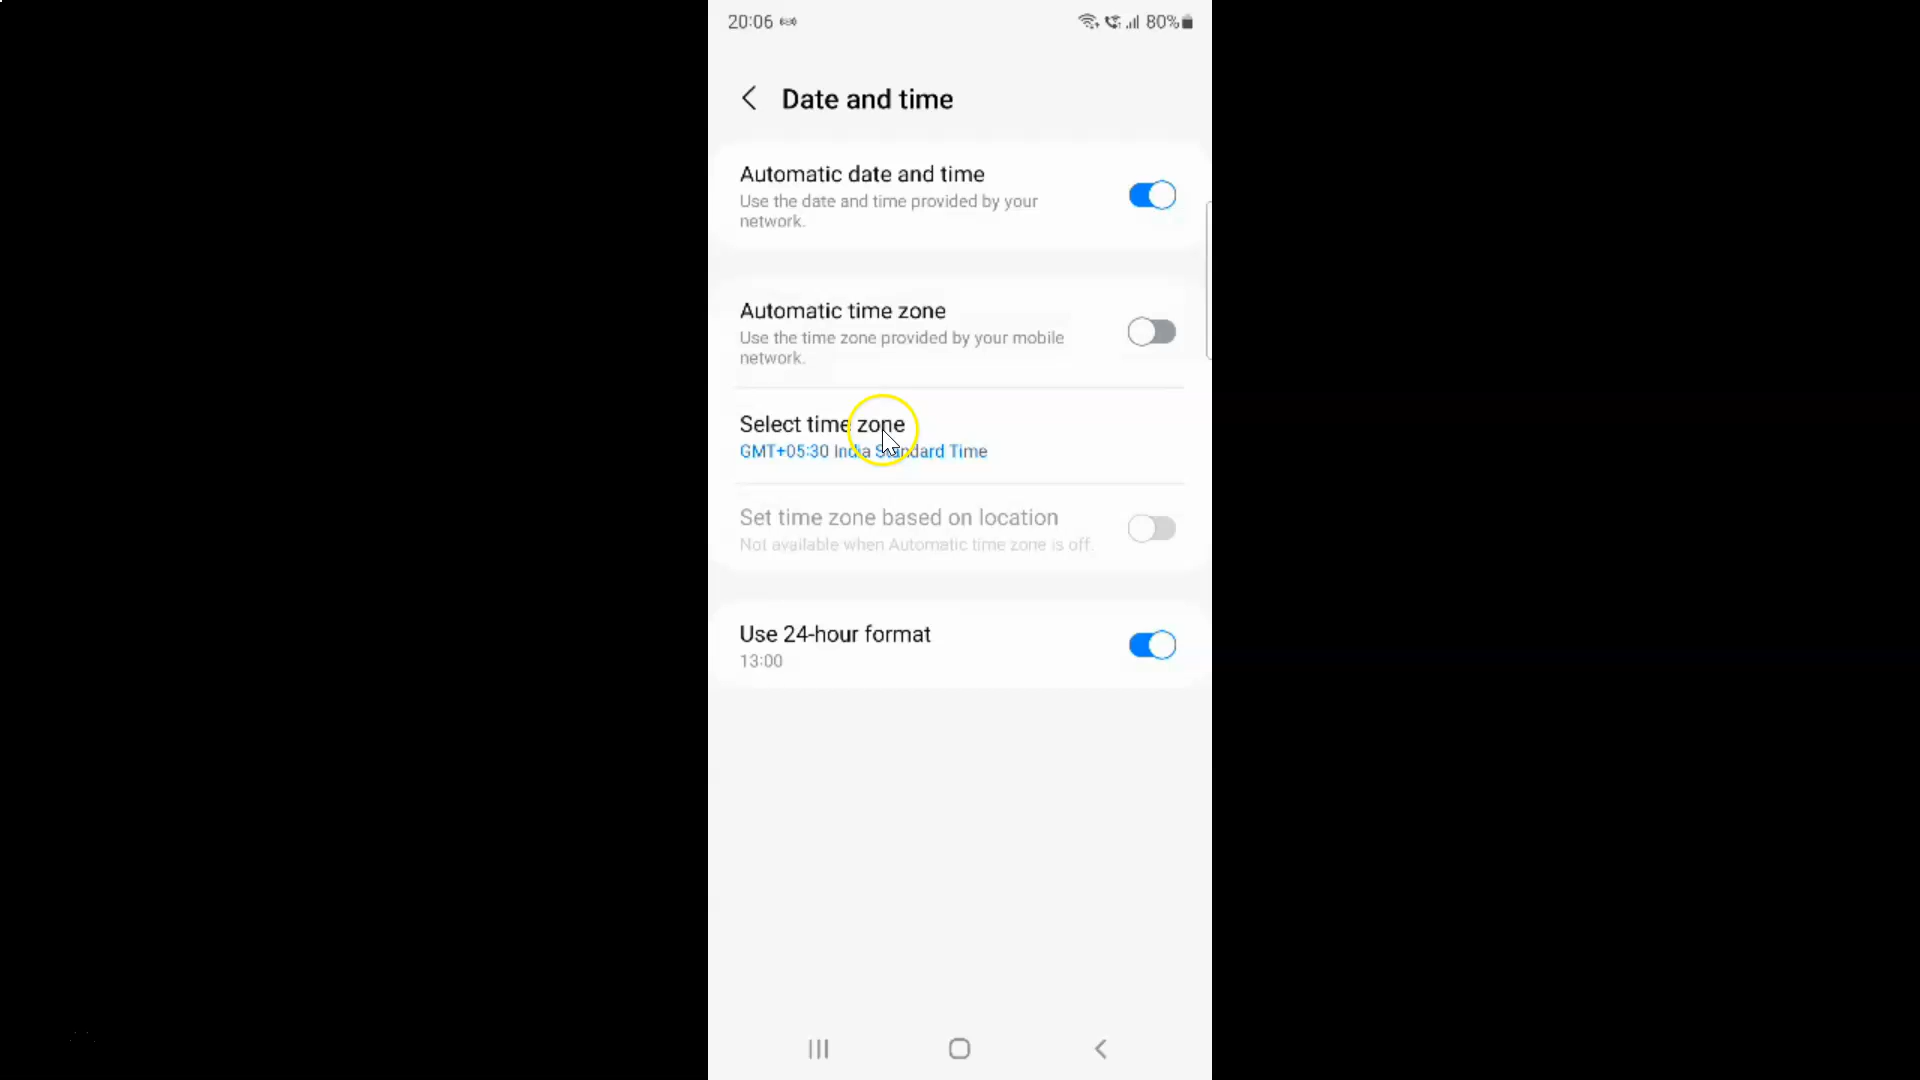 20:06
80%
Date and time
Automatic date and time
Use the date and time provided by your
network.
Automatic time zone
Use the time zone provided by your mobile
network.
Select time zone
GMT+05:30 India Standard Time
Set time zone based on location
Not available when Automatic time zone is off.
Use 24-hour format
13:00